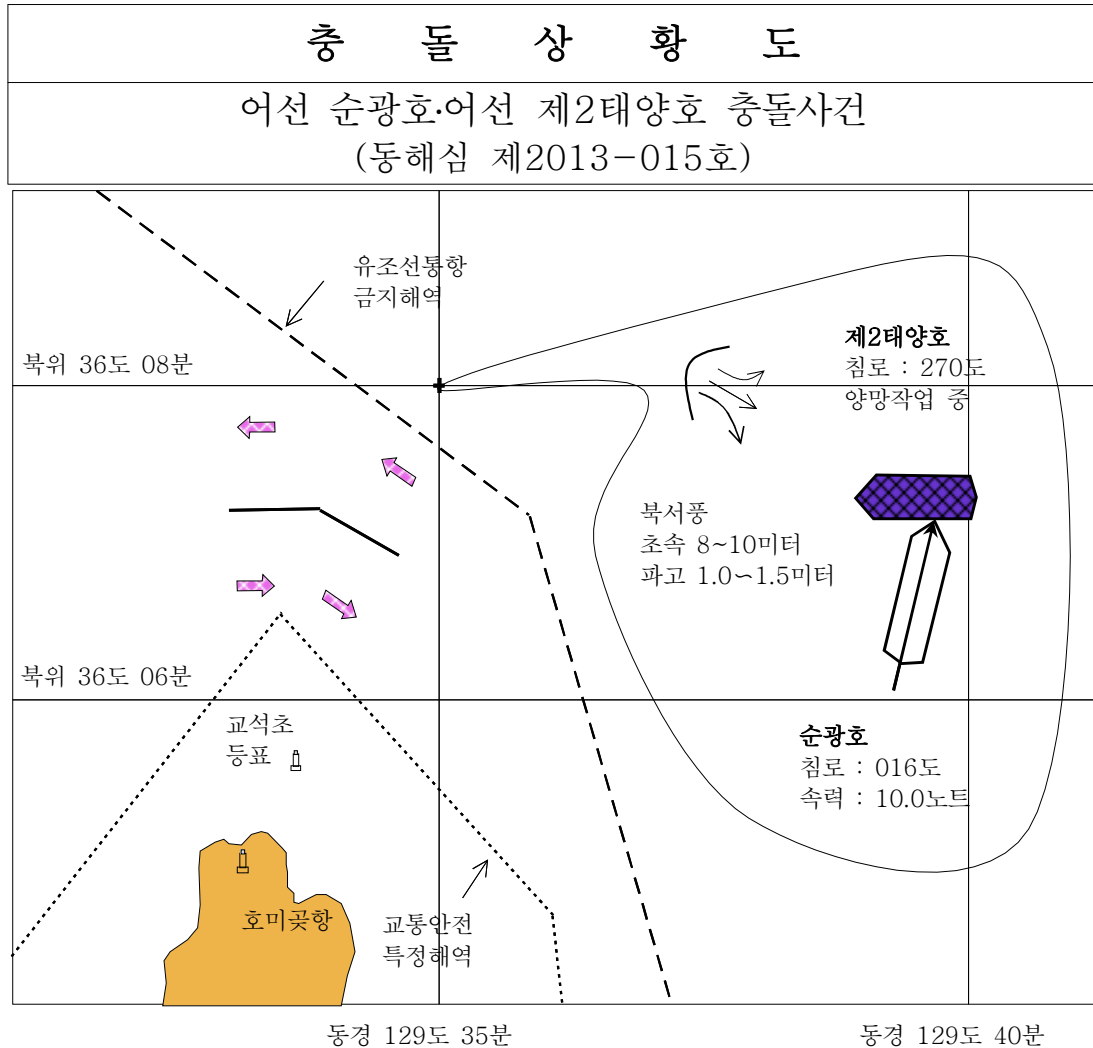 충 돌 상 황 도
어선 순광호·어선 제2태양호 충돌사건
(동해심 제2013-015호)
유조선통항
금지해역
북위 36도 08분
제2태양호
침로 : 270도
양망작업 중
북서풍
초속 8~10미터
파고 1.0~1.5미터
북위 36도 06분
교석초
등표
순광호
침로 : 016도
속력 : 10.0노트
호미곶항
교통안전
특정해역
동경 129도 35분
동경 129도 40분